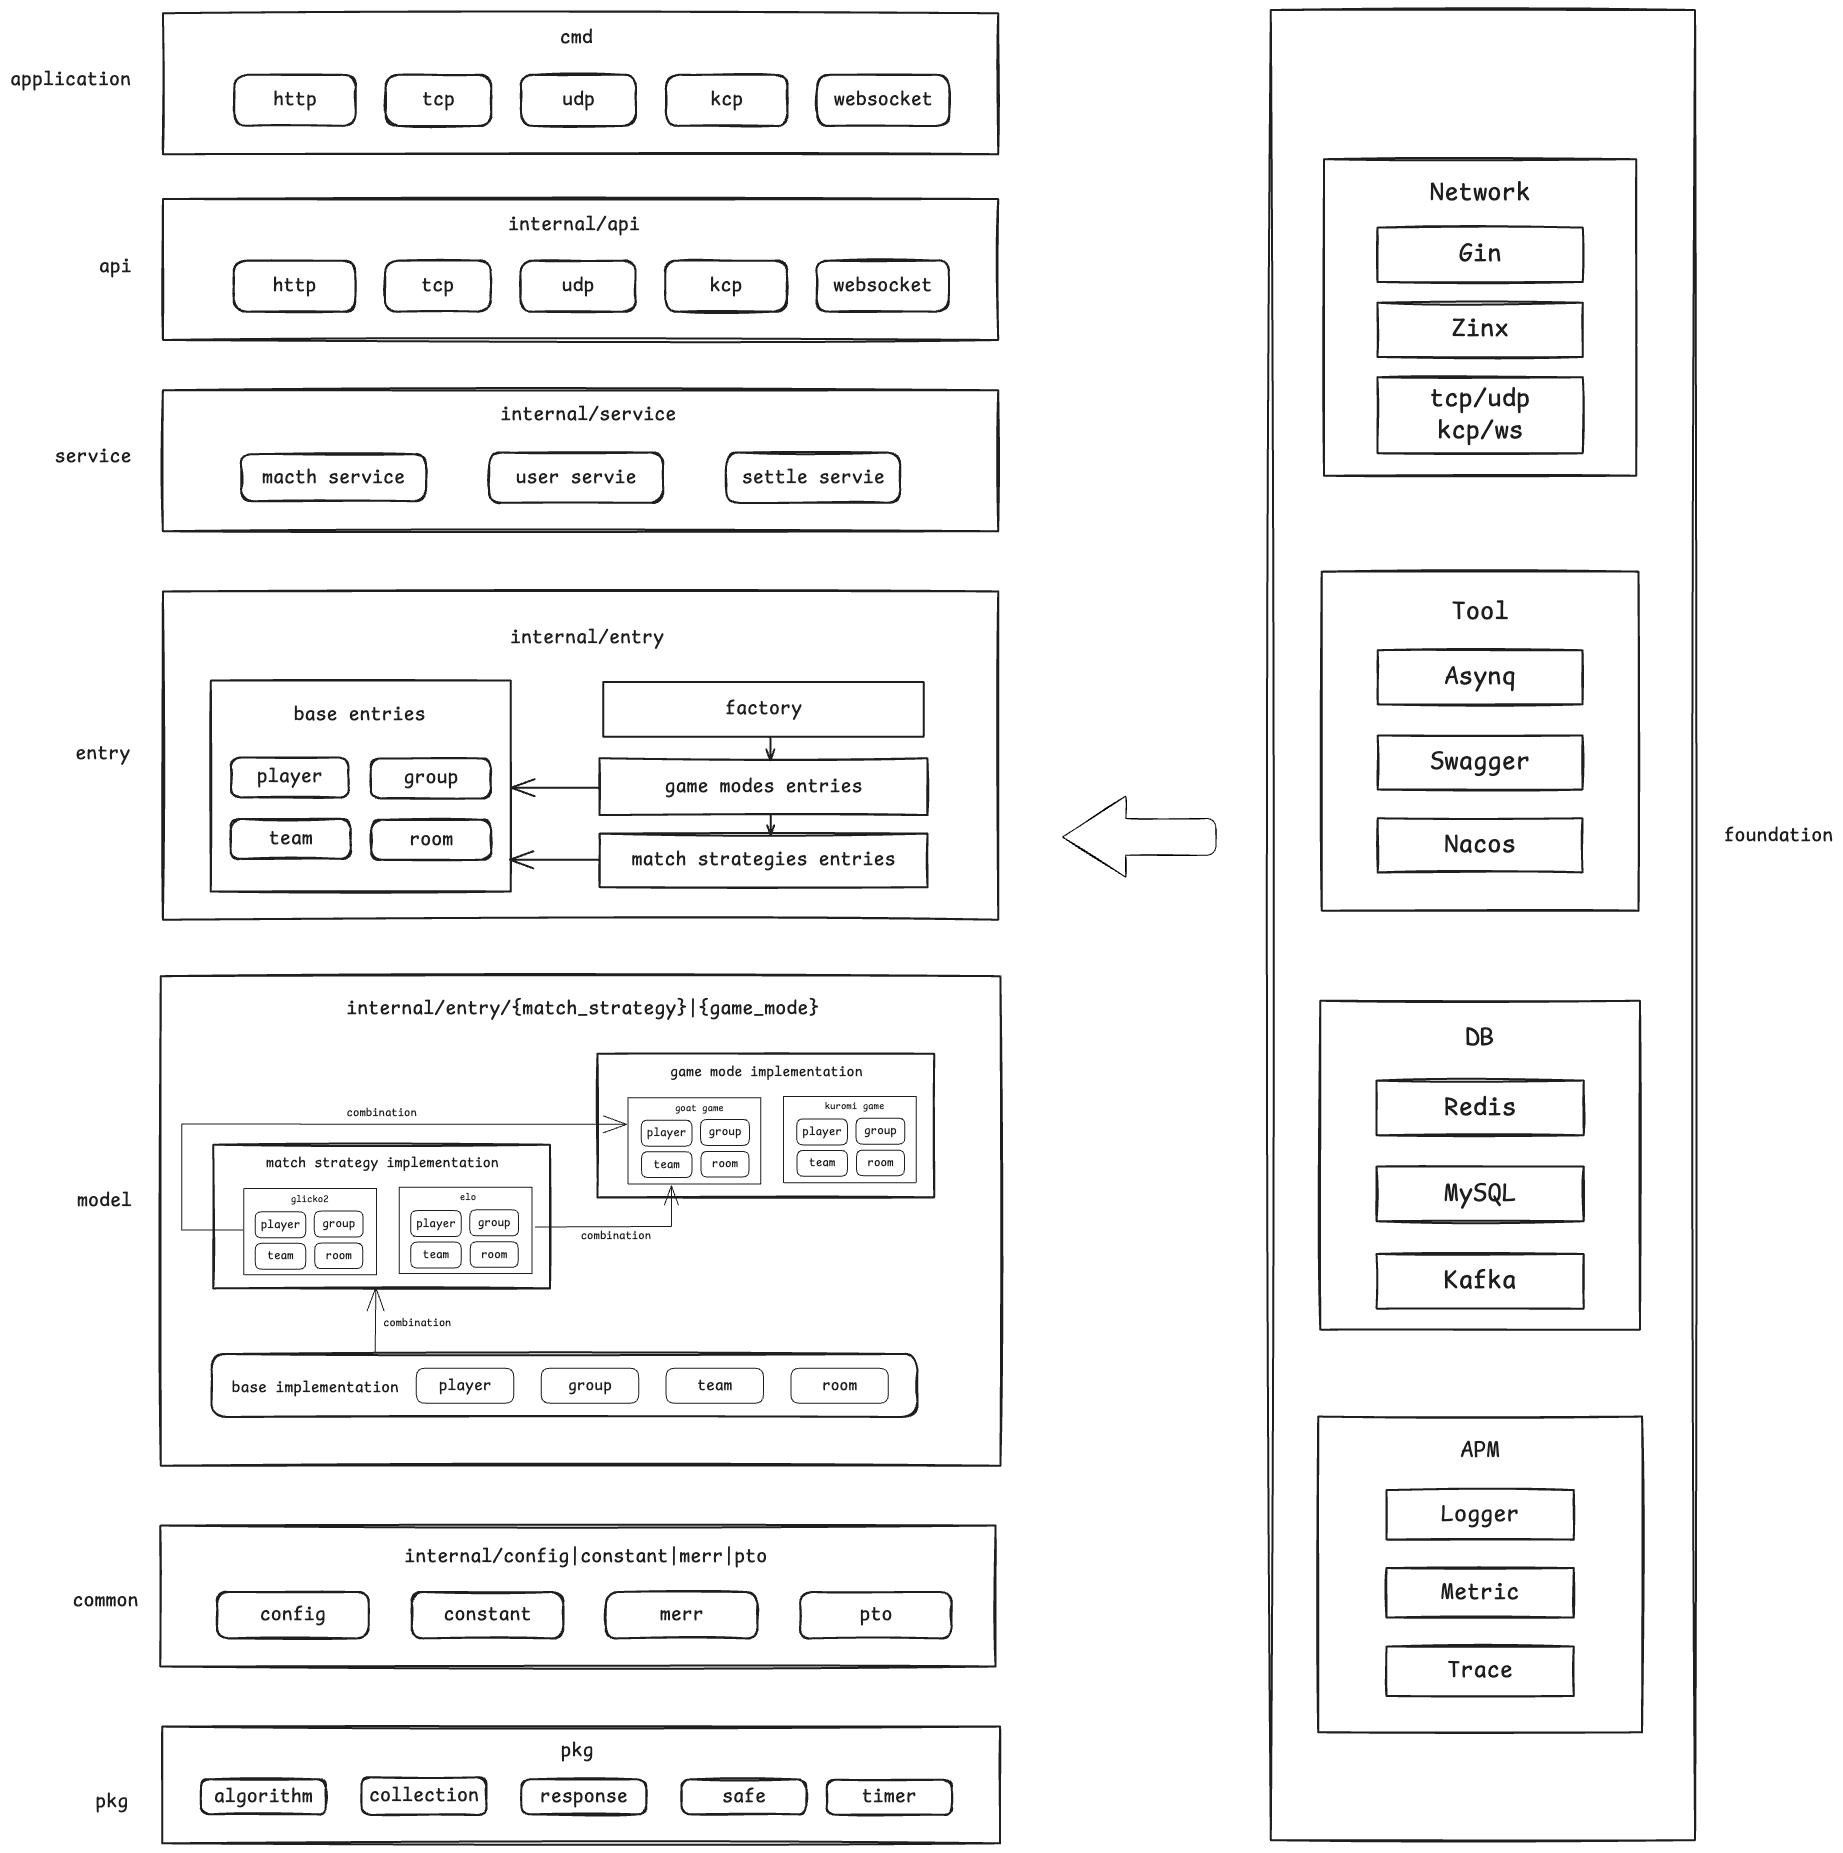 application
cmd
http
tcp
udp
kcp
websocket
api
internal/api
http
tcp
udp
kcp
websocket
service
internal/service
macth service
user servie
settle servie
entry
internal/entry
base entries
player
group
team
room
factory
game modes entries
match strategies entries
model
internal/entry/{match_strategy}|{game_mode}
game mode implementation
goat game
player
group
team
room
kuromi game
player
group
team
room
combination
match strategy implementation
glicko2
player
group
team
room
elo
player
group
team
room
combination
combination
base implementation
player
group
team
room
common
internal/config|constant|merr|pto
config
constant
merr
pto
pkg
pkg
algorithm
collection
response
safe
timer
Network
Gin
Zinx
tcp/udp
kcp/ws
Tool
Asynq
Swagger
Nacos
foundation
DB
Redis
MySQL
Kafka
APM
Logger
Metric
Trace